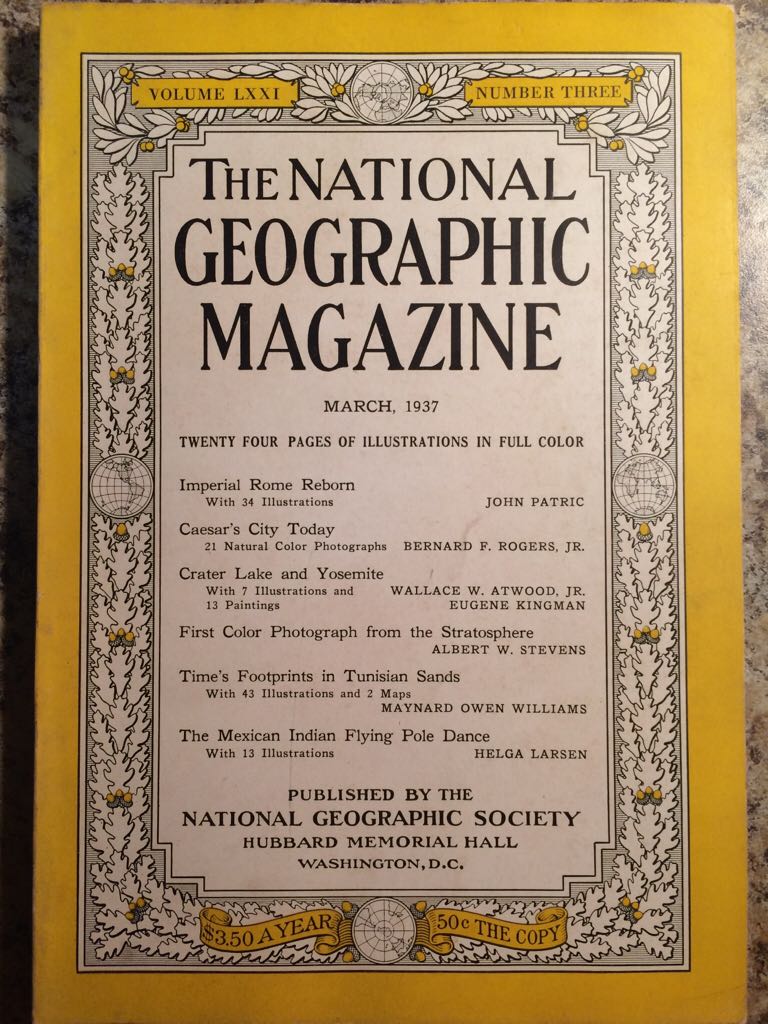 VOLUME LXXI NUMBER THREE
THE NATIONAL
GEOGRAPHIC
MAGAZINE
MARCH, 1937
TWENTY FOUR PAGES OF ILLUSTRATIONS IN FULL COLOR
Imperial Rome Reborn
With 34 Illustrations JOHN PATRIC
Caesar's City Today
21 Natural Color Photographs BERNARD F. ROGERS, JR.
Crater Lake and Yosemite
With 7 Illustrations and WALLACE W. ATWOOD, JR.
13 Paintings EUGENE KINGMAN
First Color Photograph from the Stratosphere
ALBERT W. STEVENS
Time's Footprints in Tunisian Sands
With 43 Illustrations and 2 Maps
MAYNARD OWEN WILLIAMS
The Mexican Indian Flying Pole Dance
With 13 Illustrations HELGA LARSEN
PUBLISHED BY THE
NATIONAL GEOGRAPHIC SOCIETY
HUBBARD MEMORIAL HALL
WASHINGTON, D.C.
$3.50 A YEAR 50c THE COPY